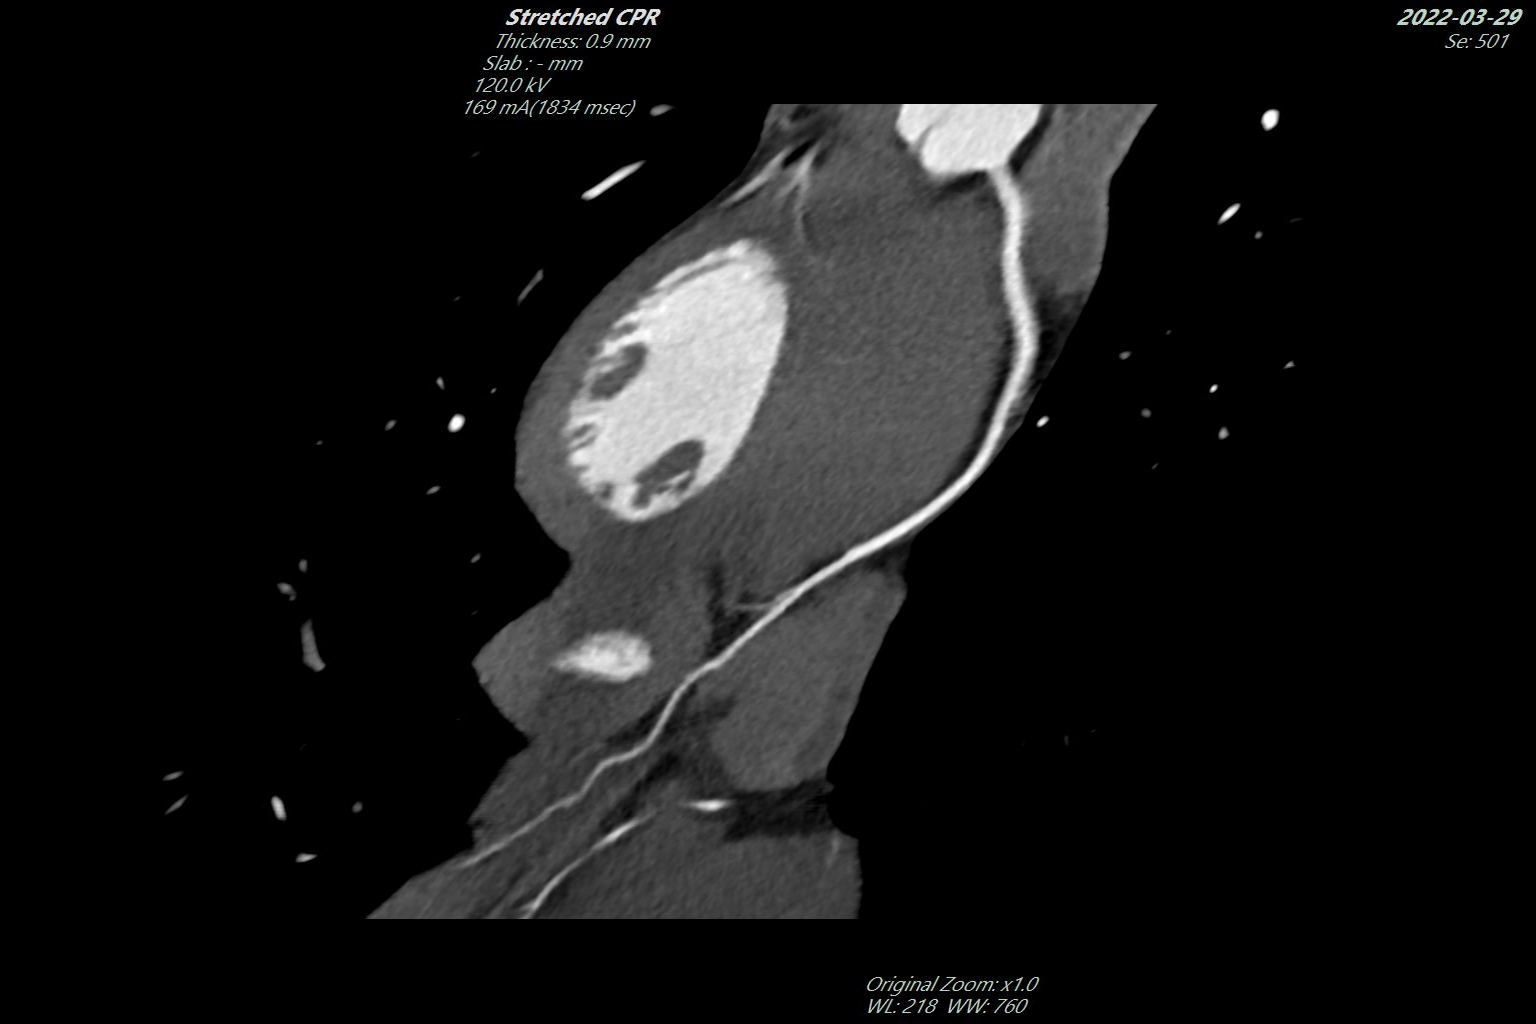 Stretched CPR
Thickness: 0.9 mm
Slab : - mm
120.0 kV
169 mA(1834 msec)
2022-03-29
Se: 501
Original Zoom: x1.0
WL: 218 WW: 760